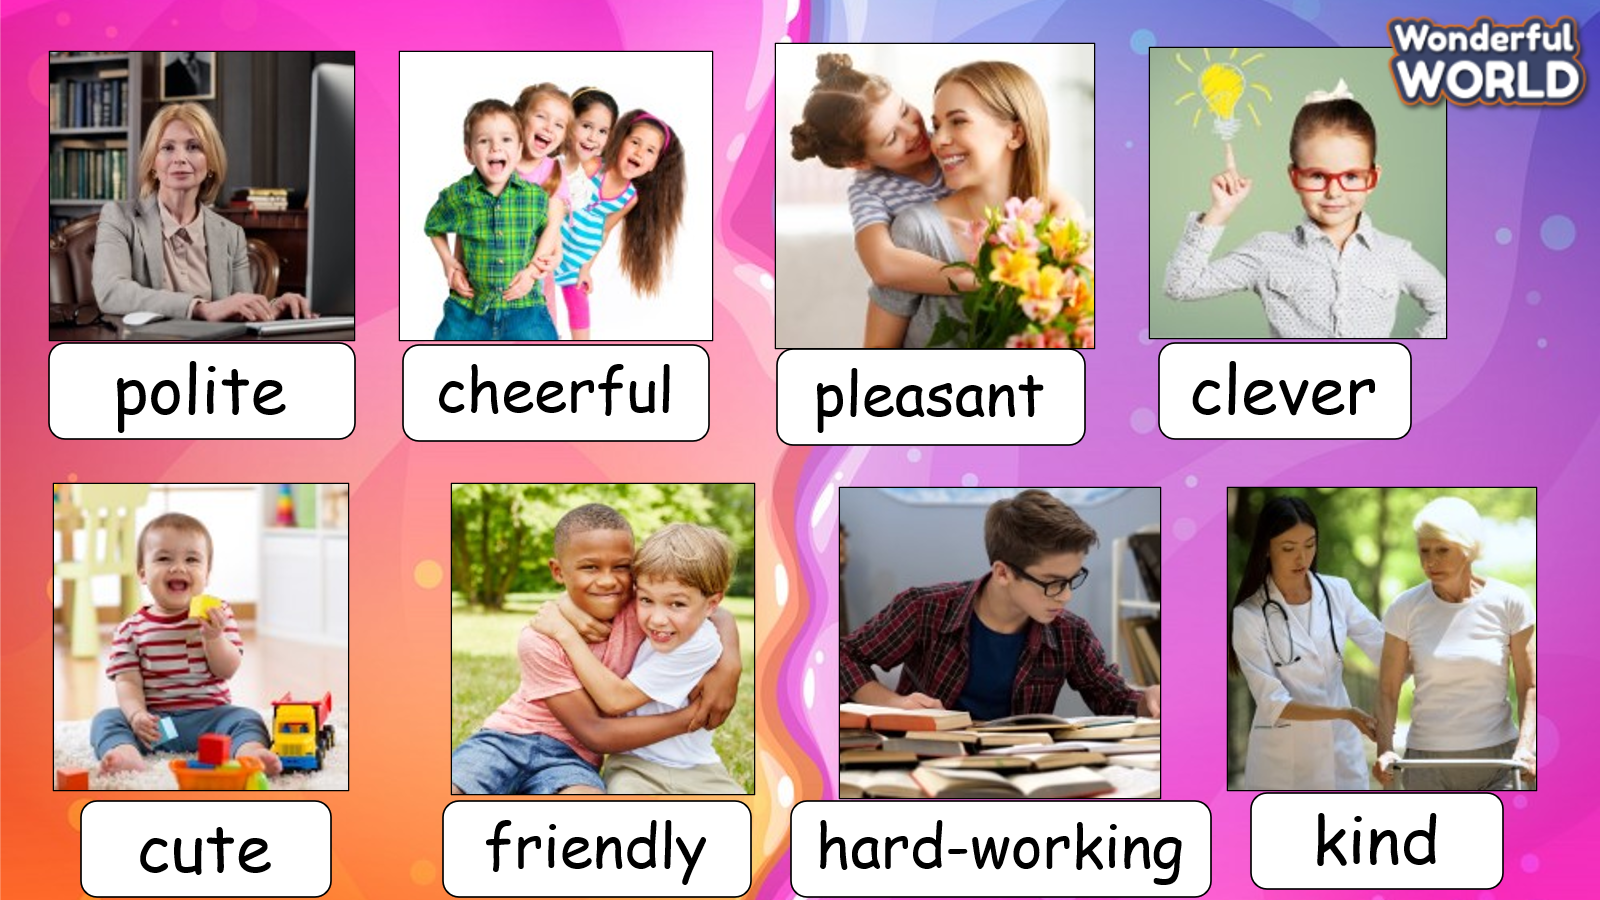 Wonderful
WORLD
polite
cheerful
pleasant
clever
cute
friendly
hard-working
kind